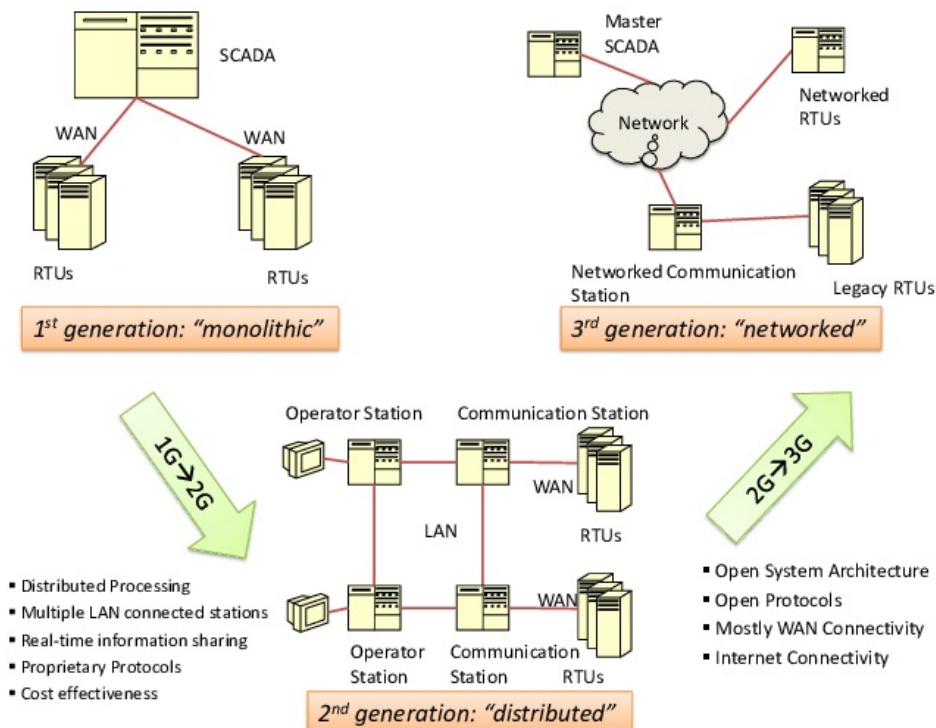 SCADA
WAN
WAN
RTUs
RTUs
1st generation: “monolithic”
Master
SCADA
Network
Networked
RTUs
Networked Communication
Station
Legacy RTUs
3rd generation: “networked”
1G→2G
▪ Distributed Processing
▪ Multiple LAN connected stations
▪ Real-time information sharing
▪ Proprietary Protocols
▪ Cost effectiveness
Operator Station
Communication Station
WAN
RTUs
LAN
WAN
Operator
Station
Communication
Station
RTUs
2nd generation: “distributed”
2G→3G
▪ Open System Architecture
▪ Open Protocols
▪ Mostly WAN Connectivity
▪ Internet Connectivity